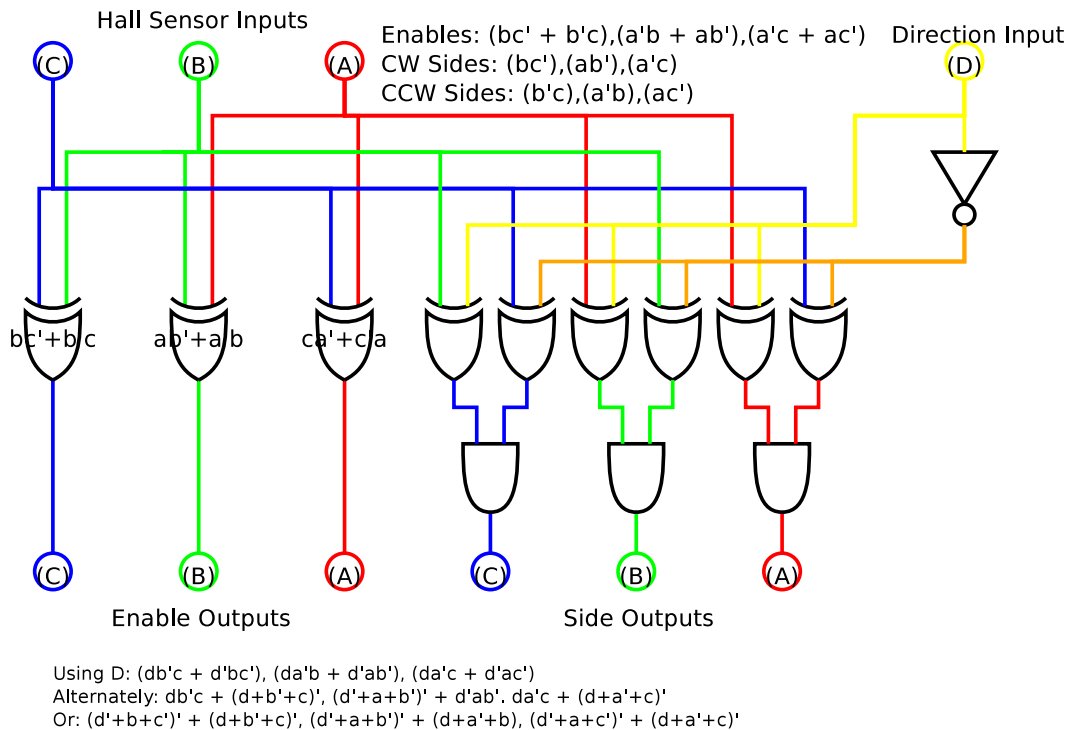 Hall Sensor Inputs
Enables: (bc' + b'c),(a'b + ab'),(a'c + ac')
Direction Input
(C)
(B)
(A)
CW Sides: (bc'),(ab'),(a'c)
(D)
CCW Sides: (b'c),(a'b),(ac')
bc'+b'c
ab'+a'b
ca'+c'a
(C)
(B)
(A)
(C)
(B)
(A)
Enable Outputs
Side Outputs
Using D: (db'c + d'bc'), (da'b + d'ab'), (da'c + d'ac')
Alternately: db'c + (d+b'+c)', (d'+a+b')' + d'ab'. da'c + (d+a'+c)'
Or: (d'+b+c')' + (d+b'+c)', (d'+a+b')' + (d+a'+b), (d'+a+c')' + (d+a'+c)'